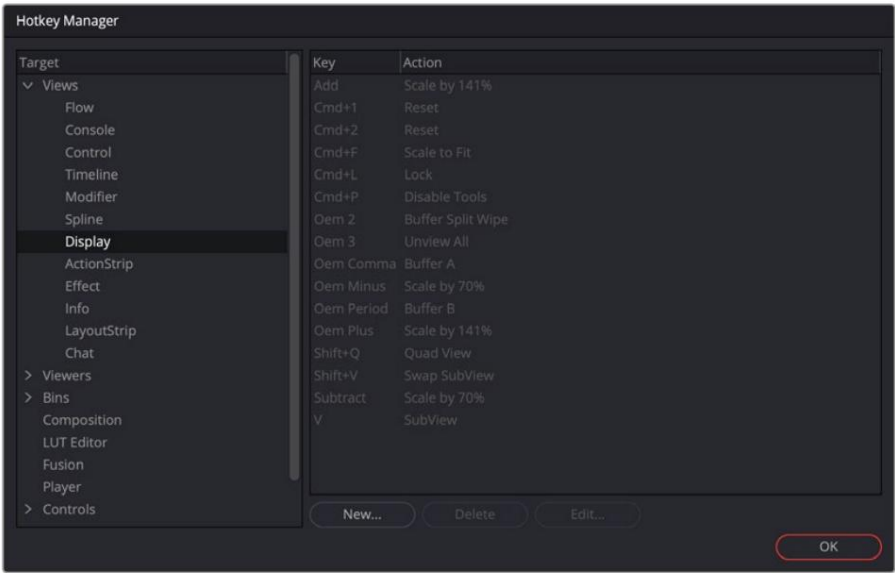 Hotkey Manager
Target
Views
Flow
Console
Control
Timeline
Modifier
Spline
Display
ActionStrip
Effect
Info
LayoutStrip
Chat
Viewers
Bins
Composition
LUT Editor
Fusion
Player
Controls
Key Action
Add Scale by 141%
Cmd+1 Reset
Cmd+2 Reset
Cmd+F Scale to Fit
Cmd+L Lock
Cmd+P Disable Tools
Oem 2 Buffer Split Wipe
Oem 3 Unview All
Oem Comma Buffer A
Oem Minus Scale by 70%
Oem Period Buffer B
Oem Plus Scale by 141%
Shift+Q Quad View
Shift+V Swap SubView
Subtract Scale by 70%
V SubView
New... Delete Edit...
OK